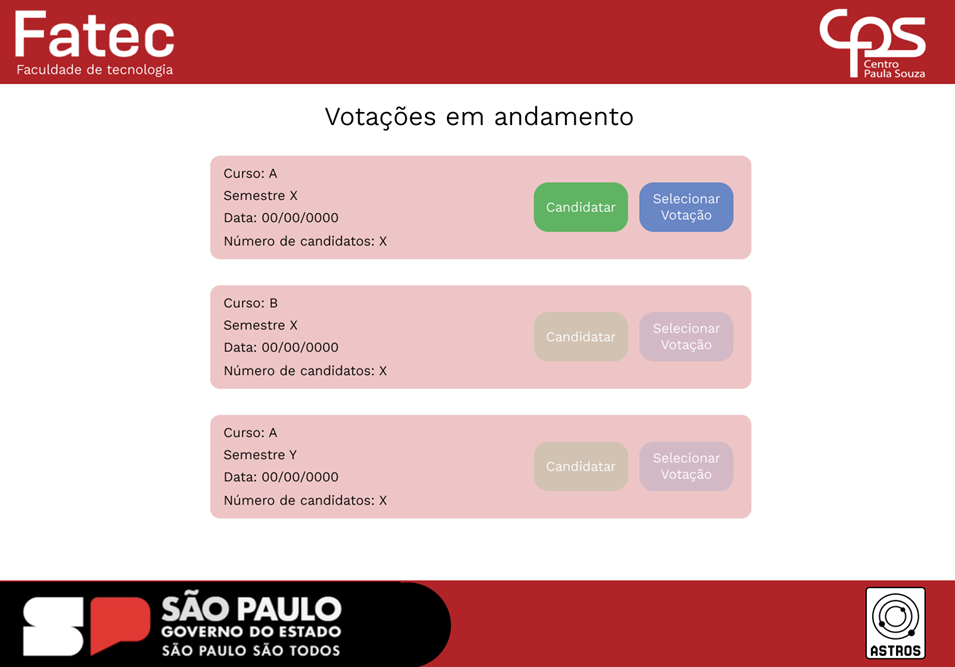 Fatec
Faculdade de tecnologia
CPS
Centro
Paula Souza
Votações em andamento
Curso: A
Semestre X
Data: 00/00/0000
Número de candidatos: X
Candidatar
Selecionar
Votação
Curso: B
Semestre X
Data: 00/00/0000
Número de candidatos: X
Candidatar
Selecionar
Votação
Curso: A
Semestre Y
Data: 00/00/0000
Número de candidatos: X
Candidatar
Selecionar
Votação
SP
SÃO PAULO
GOVERNO DO ESTADO
SÃO PAULO SÃO TODOS
ASTROS